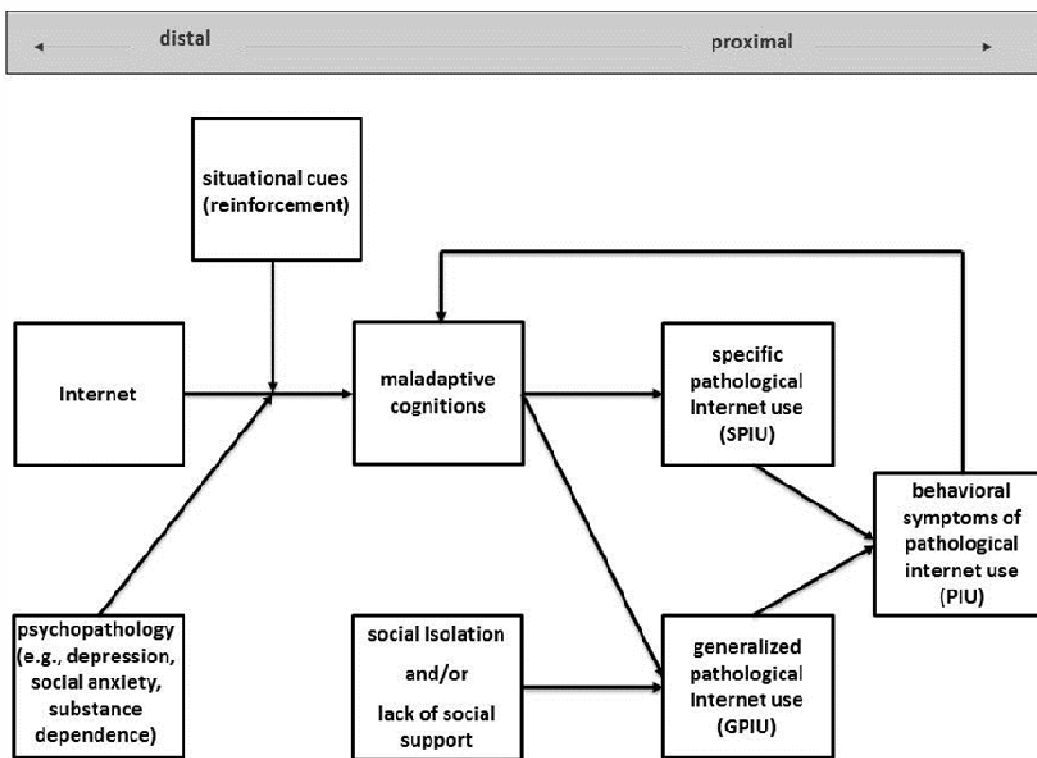 distal
proximal
situational cues
(reinforcement)
Internet
maladaptive
cognitions
specific
pathological
Internet use
(SPIU)
behavioral
symptoms of
pathological
internet use
(PIU)
psychopathology
(e.g., depression,
social anxiety,
substance
dependence)
social Isolation
and/or
lack of social
support
generalized
pathological
Internet use
(GPIU)